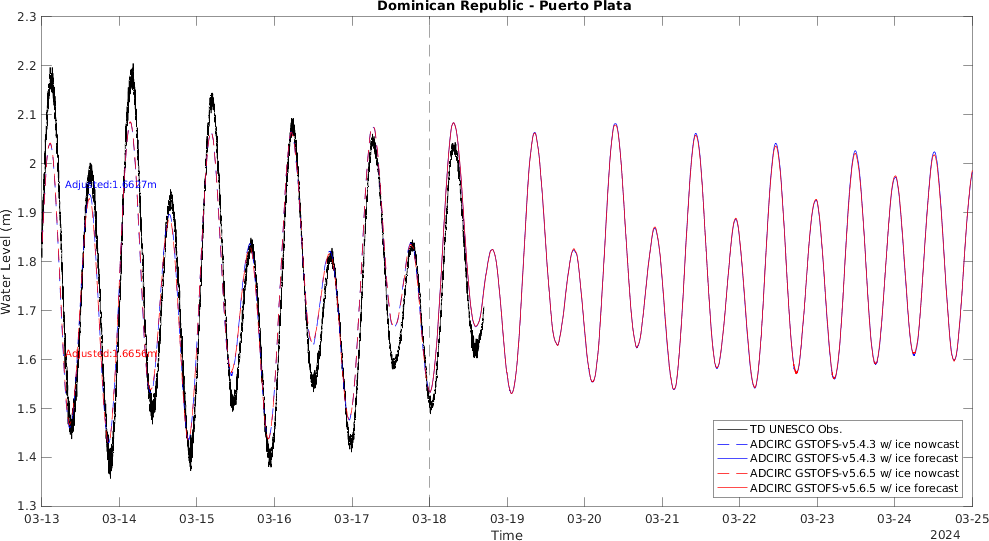 Dominican Republic - Puerto Plata
Water Level (m)
2.3
2.2
2.1
2
1.9
1.8
1.7
1.6
1.5
1.4
1.3
Adjusted:1.6627m
Adjusted:1.6656m
TD UNESCO Obs.
ADCIRC GSTOFS-v5.4.3 w/ ice nowcast
ADCIRC GSTOFS-v5.4.3 w/ ice forecast
ADCIRC GSTOFS-v5.6.5 w/ ice nowcast
ADCIRC GSTOFS-v5.6.5 w/ ice forecast
03-13 03-14 03-15 03-16 03-17 03-18 03-19 03-20 03-21 03-22 03-23 03-24 03-25
Time
2024